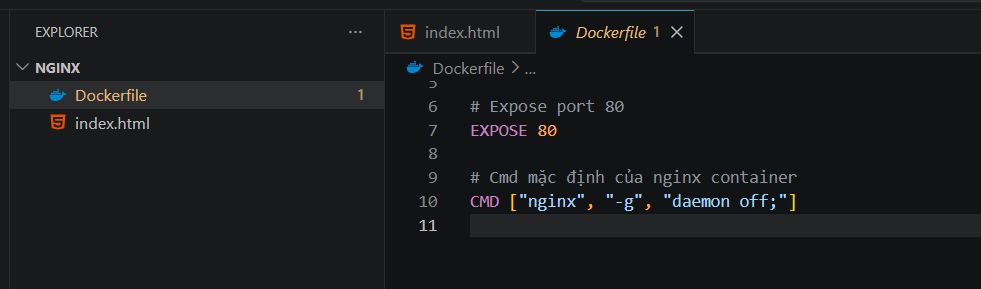 EXPLORER ...
NGINX
Dockerfile 1
index.html
index.html
Dockerfile 1
Dockerfile > ...
5
6 # Expose port 80
7 EXPOSE 80
8
9 # Cmd mặc định của nginx container
10 CMD ["nginx", "-g", "daemon off;"]
11